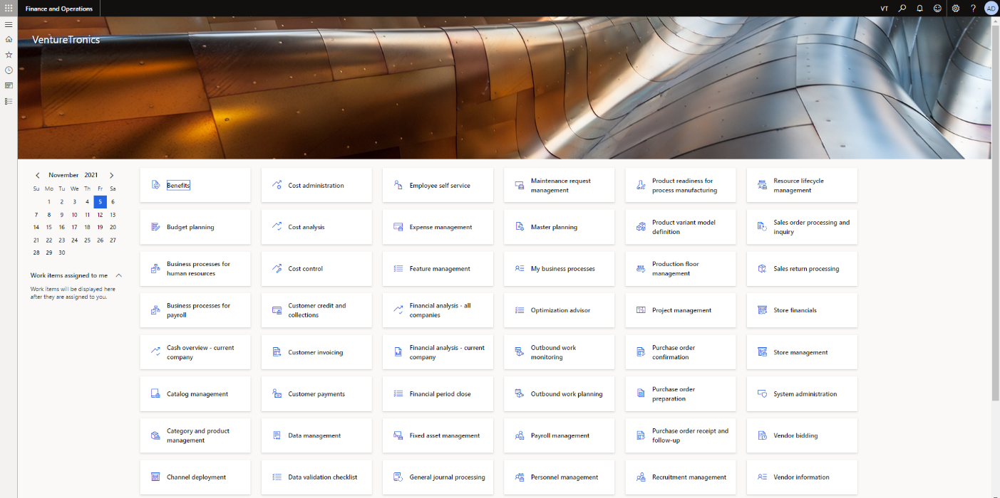 Finance and Operations
VT
?
AD
VentureTronics
November 2021
Su Mo Tu We Th Fr Sa
1 2 3 4 5 6
7 8 9 10 11 12 13
14 15 16 17 18 19 20
21 22 23 24 25 26 27
28 29 30
Work items assigned to me
Work items will be displayed here
after they are assigned to you.
Benefits
Cost administration
Employee self service
Maintenance request
management
Product readiness for
process manufacturing
Resource lifecycle
management
Budget planning
Cost analysis
Expense management
Master planning
Product variant model
definition
Sales order processing and
inquiry
Business processes for
human resources
Cost control
Feature management
My business processes
Production floor
management
Sales return processing
Business processes for
payroll
Customer credit and
collections
Financial analysis - all
companies
Optimization advisor
Project management
Store financials
Cash overview - current
company
Customer invoicing
Financial analysis - current
company
Outbound work
monitoring
Purchase order
confirmation
Store management
Catalog management
Customer payments
Financial period close
Outbound work planning
Purchase order
preparation
System administration
Category and product
management
Data management
Fixed asset management
Payroll management
Purchase order receipt and
follow-up
Vendor bidding
Channel deployment
Data validation checklist
General journal processing
Personnel management
Recruitment management
Vendor information